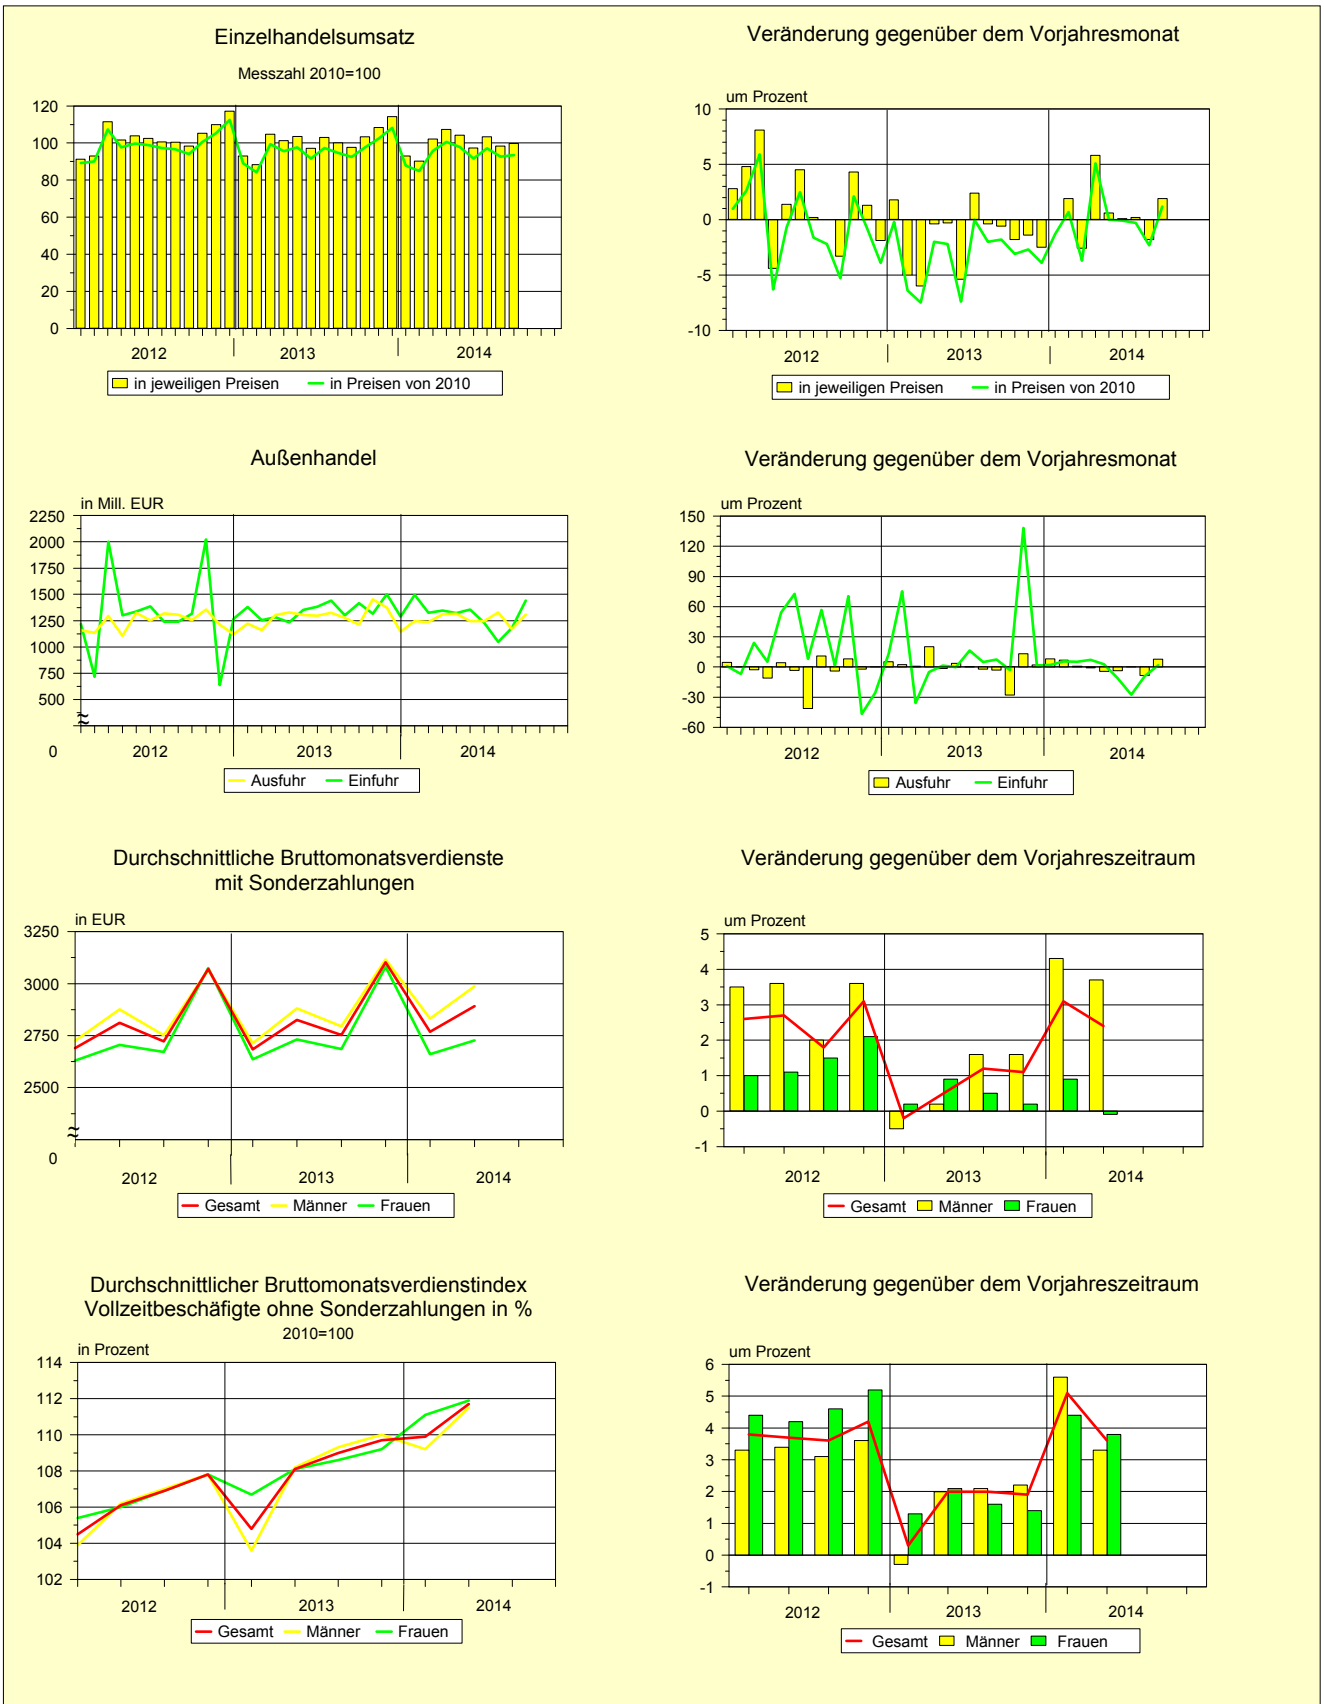 Einzelhandelsumsatz
Messzahl 2010=100
120
100
80
60
40
20
0
2012 2013 2014
in jeweiligen Preisen in Preisen von 2010
Veränderung gegenüber dem Vorjahresmonat
um Prozent
10
5
0
-5
-10
2012 2013 2014
in jeweiligen Preisen in Preisen von 2010
Außenhandel
in Mill. EUR
2250
2000
1750
1500
1250
1000
750
500
0
2012 2013 2014
Ausfuhr Einfuhr
Veränderung gegenüber dem Vorjahresmonat
um Prozent
150
120
90
60
30
0
-30
-60
2012 2013 2014
Ausfuhr Einfuhr
Durchschnittliche Bruttomonatsverdienste
mit Sonderzahlungen
in EUR
3250
3000
2750
2500
0
2012 2013 2014
Gesamt Männer Frauen
Veränderung gegenüber dem Vorjahreszeitraum
um Prozent
5
4
3
2
1
0
-1
2012 2013 2014
Gesamt Männer Frauen
Durchschnittlicher Bruttomonatsverdienstindex
Vollzeitbeschäfigte ohne Sonderzahlungen in %
2010=100
in Prozent
114
112
110
108
106
104
102
2012 2013 2014
Gesamt Männer Frauen
Veränderung gegenüber dem Vorjahreszeitraum
um Prozent
6
5
4
3
2
1
0
-1
2012 2013 2014
Gesamt Männer Frauen